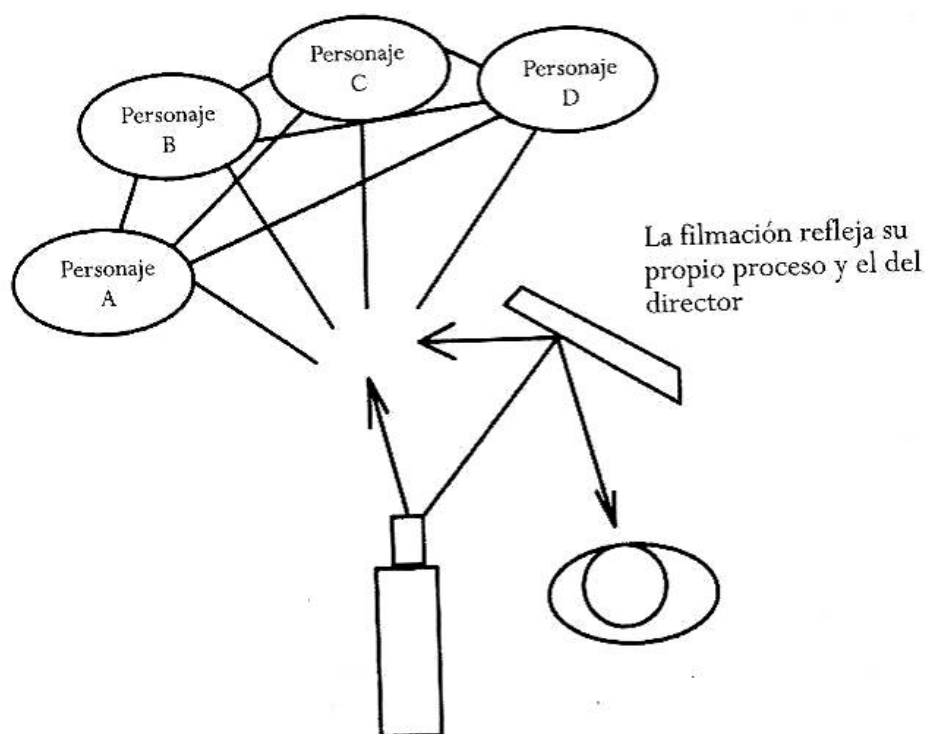 Personaje
C
Personaje
D
Personaje
B
Personaje
A
La filmación refleja su
propio proceso y el del
director